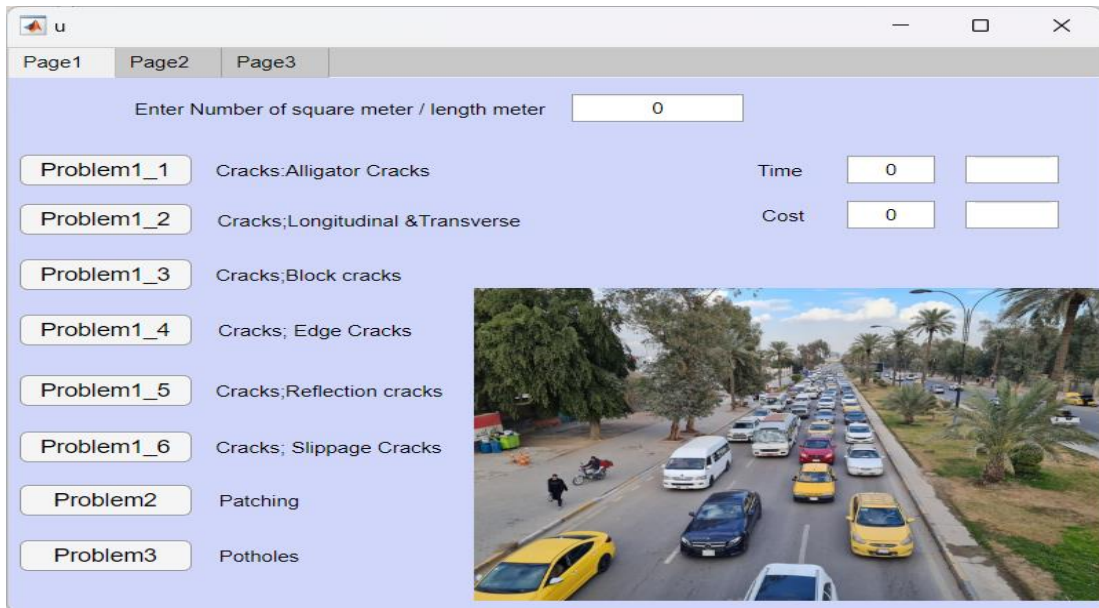 u
Page1 Page2 Page3
Enter Number of square meter / length meter 0
Problem1_1 Cracks:Alligator Cracks Time 0
Problem1_2 Cracks;Longitudinal &Transverse Cost 0
Problem1_3 Cracks;Block cracks
Problem1_4 Cracks; Edge Cracks
Problem1_5 Cracks;Reflection cracks
Problem1_6 Cracks; Slippage Cracks
Problem2 Patching
Problem3 Potholes